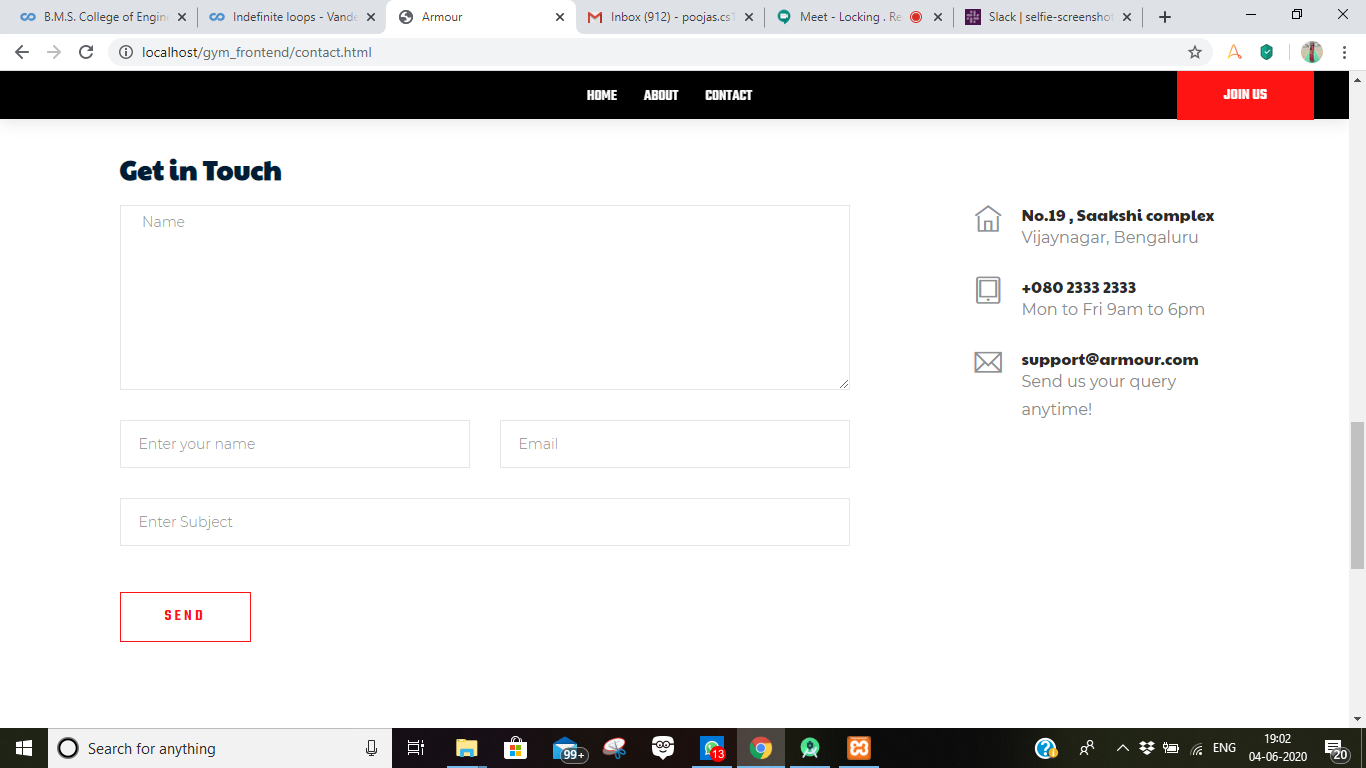 B.M.S. College of Engin
Indefinite loops - Vande
Armour
Inbox (912) - poojas.cs1
Meet - Locking . Re
Slack | selfie-screenshot
localhost/gym_frontend/contact.html
HOME
ABOUT
CONTACT
JOIN US
Get in Touch
Name
Enter your name
Email
Enter Subject
SEND
No.19 , Saakshi complex
Vijaynagar, Bengaluru
+080 2333 2333
Mon to Fri 9am to 6pm
support@armour.com
Send us your query
anytime!
Search for anything
99+
13
ENG
19:02
04-06-2020
20